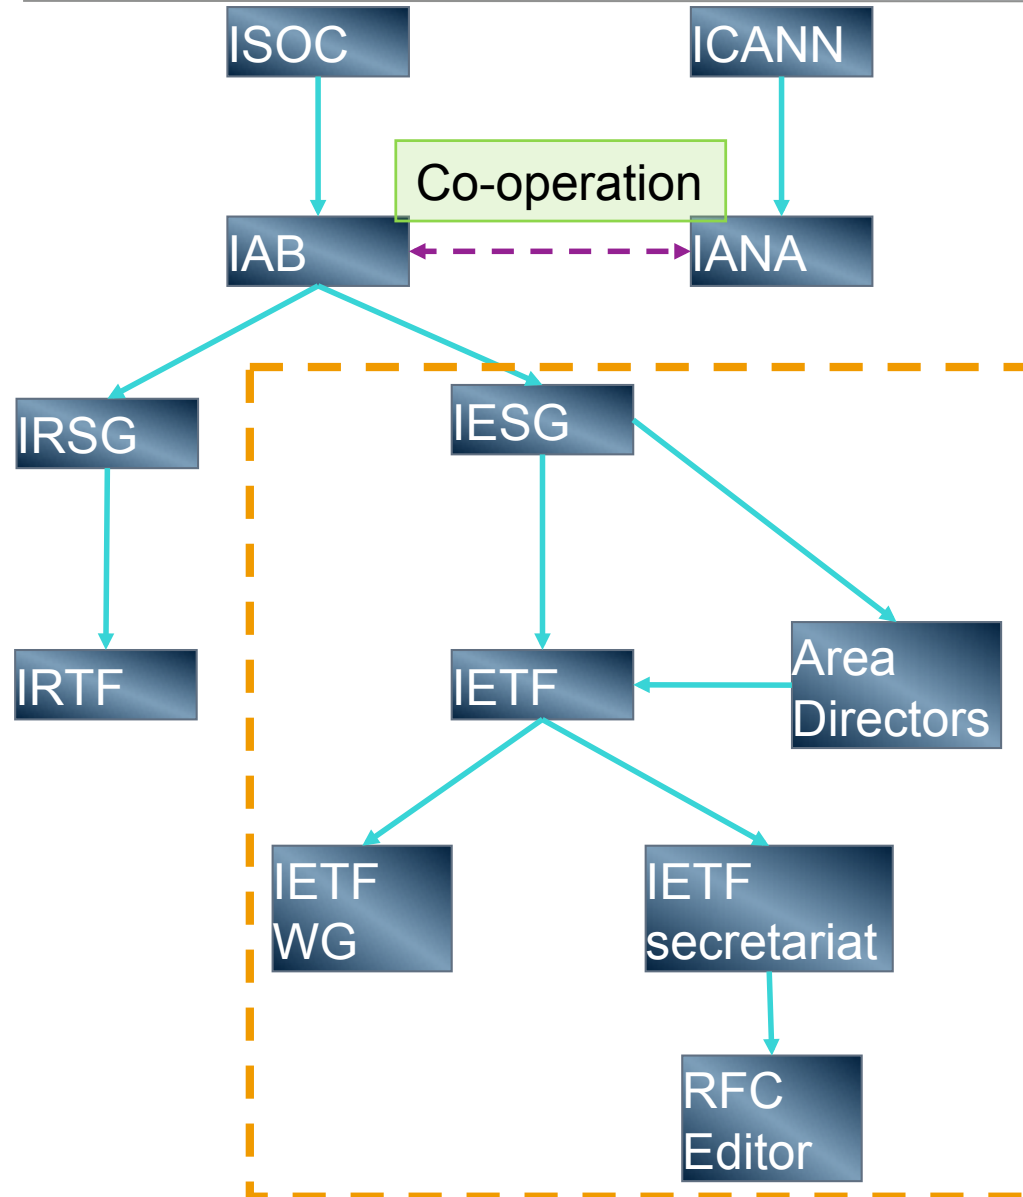 ISOC
ICANN
Co-operation
IAB
IANA
IRSG
IESG
IRTF
IETF
Area
Directors
IETF
WG
IETF
secretariat
RFC
Editor